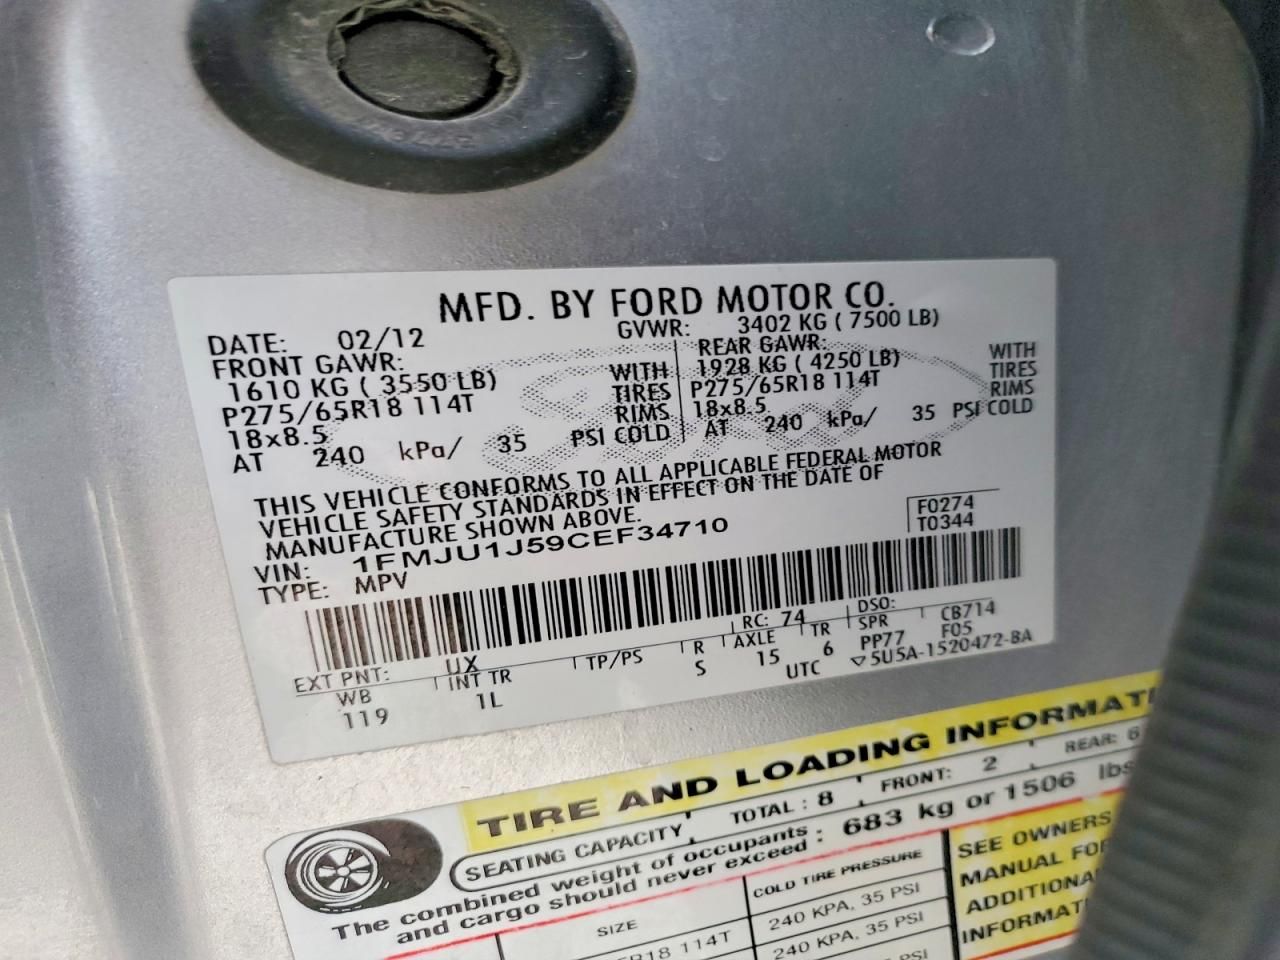 MFD. BY FORD MOTOR CO.
DATE: 02/12 GVWR: 3402 KG ( 7500 LB)
FRONT GAWR: REAR GAWR:
1610 KG ( 3550 LB) WITH 1928 KG ( 4250 LB) WITH
P275/65R18 114T TIRES P275/65R18 114T TIRES
18x8.5 RIMS 18x8.5 RIMS
AT 240 kPa/ 35 PSI COLD AT 240 kPa/ 35 PSI COLD
THIS VEHICLE CONFORMS TO ALL APPLICABLE FEDERAL MOTOR
VEHICLE SAFETY STANDARDS IN EFFECT ON THE DATE OF
MANUFACTURE SHOWN ABOVE.
F0274
T0344
VIN: 1FMJU1J59CEF34710
TYPE: MPV
EXT PNT: UX RC: 74 DSO:
WB INT TR TP/PS R AXLE TR SPR CB714
119 1L S 15 6 PP77 F05
UTC ▽5U5A-1520472-BA
TIRE AND LOADING INFORMATI
SEATING CAPACITY TOTAL : 8 FRONT: 2 REAR: 6
The combined weight of occupants
and cargo should never exceed : 683 kg or 1506 lbs
SIZE COLD TIRE PRESSURE
R18 114T 240 KPA, 35 PSI
240 KPA, 35 PSI
PSI
SEE OWNERS
MANUAL FOR
ADDITIONA
INFORMAT